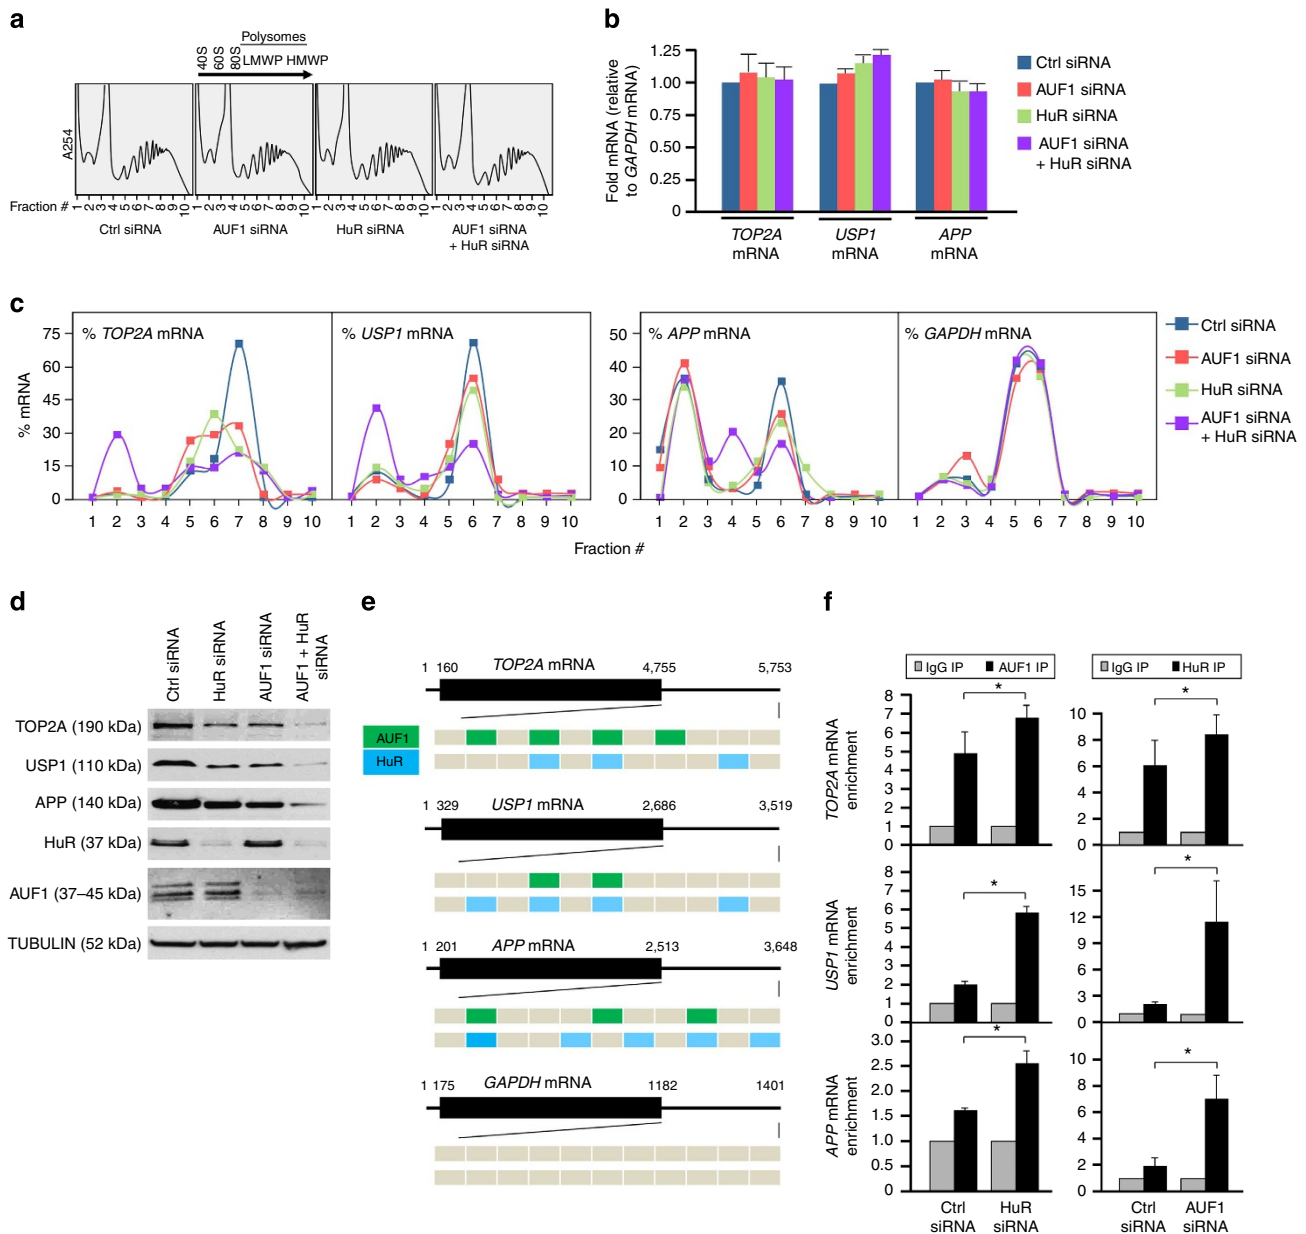 a
Polysomes
40S 60S 80S LMWP HMWP
A254
Fraction # 1 2 3 4 5 6 7 8 9 10 1 2 3 4 5 6 7 8 9 10 1 2 3 4 5 6 7 8 9 10 1 2 3 4 5 6 7 8 9 10
Ctrl siRNA AUF1 siRNA HuR siRNA AUF1 siRNA
+ HuR siRNA
b
Fold mRNA (relative
to GAPDH mRNA)
1.25
1.00
0.75
0.50
0.25
0
TOP2A
mRNA
USP1
mRNA
APP
mRNA
Ctrl siRNA
AUF1 siRNA
HuR siRNA
AUF1 siRNA
+ HuR siRNA
c
% mRNA
75
60
45
30
15
0
% TOP2A mRNA
1 2 3 4 5 6 7 8 9 10
% USP1 mRNA
1 2 3 4 5 6 7 8 9 10
50
40
30
20
10
0
% APP mRNA
1 2 3 4 5 6 7 8 9 10
% GAPDH mRNA
1 2 3 4 5 6 7 8 9 10
Fraction #
Ctrl siRNA
AUF1 siRNA
HuR siRNA
AUF1 siRNA
+ HuR siRNA
d
Ctrl siRNA
HuR siRNA
AUF1 siRNA
AUF1 + HuR
siRNA
TOP2A (190 kDa)
USP1 (110 kDa)
APP (140 kDa)
HuR (37 kDa)
AUF1 (37–45 kDa)
TUBULIN (52 kDa)
e
1 160 TOP2A mRNA 4,755 5,753
AUF1
HuR
1 329 USP1 mRNA 2,686 3,519
1 201 APP mRNA 2,513 3,648
1 175 GAPDH mRNA 1182 1401
f
IgG IP AUF1 IP
TOP2A mRNA
enrichment
8
7
6
5
4
3
2
1
0
*
USP1 mRNA
enrichment
8
7
6
5
4
3
2
1
0
*
APP mRNA
enrichment
3.0
2.5
2.0
1.5
1.0
0.5
0
*
Ctrl
siRNA
HuR
siRNA
IgG IP HuR IP
10
8
6
4
2
0
*
15
12
9
6
3
0
*
10
8
6
4
2
0
*
Ctrl
siRNA
AUF1
siRNA